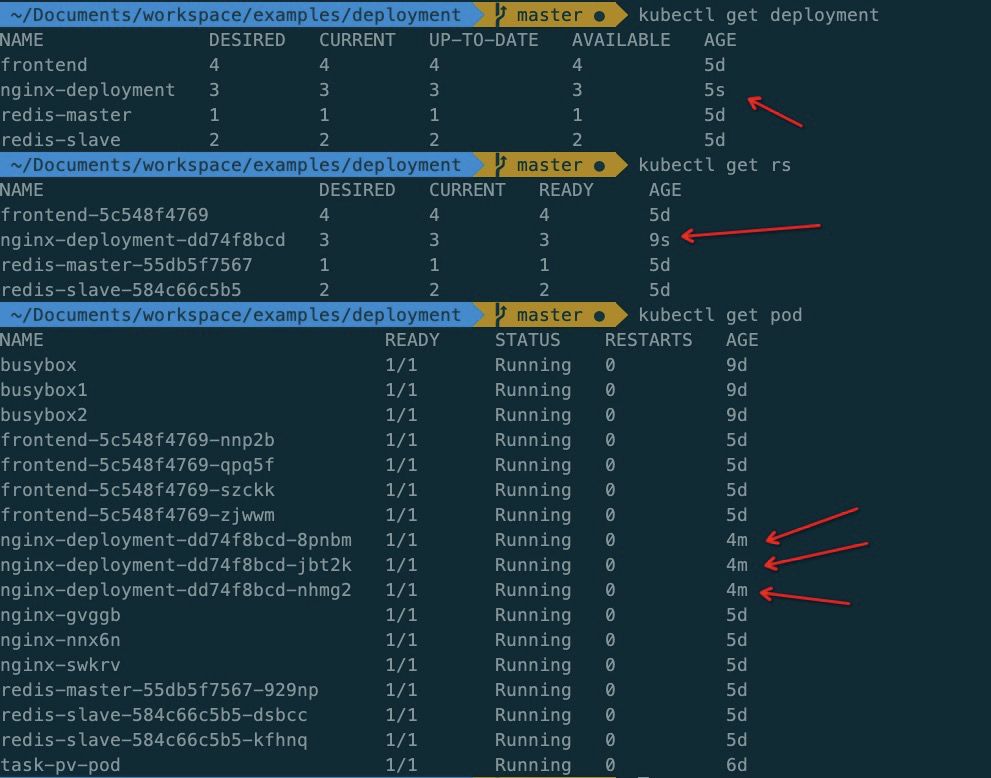 ~/Documents/workspace/examples/deployment master ● kubectl get deployment
NAME DESIRED CURRENT UP-TO-DATE AVAILABLE AGE
frontend 4 4 4 4 5d
nginx-deployment 3 3 3 3 5s
redis-master 1 1 1 1 5d
redis-slave 2 2 2 2 5d
~/Documents/workspace/examples/deployment master ● kubectl get rs
NAME DESIRED CURRENT READY AGE
frontend-5c548f4769 4 4 4 5d
nginx-deployment-dd74f8bcd 3 3 3 9s
redis-master-55db5f7567 1 1 1 5d
redis-slave-584c66c5b5 2 2 2 5d
~/Documents/workspace/examples/deployment master ● kubectl get pod
NAME READY STATUS RESTARTS AGE
busybox 1/1 Running 0 9d
busybox1 1/1 Running 0 9d
busybox2 1/1 Running 0 9d
frontend-5c548f4769-nnp2b 1/1 Running 0 5d
frontend-5c548f4769-qpq5f 1/1 Running 0 5d
frontend-5c548f4769-szckk 1/1 Running 0 5d
frontend-5c548f4769-zjwwm 1/1 Running 0 5d
nginx-deployment-dd74f8bcd-8pnbm 1/1 Running 0 4m
nginx-deployment-dd74f8bcd-jbt2k 1/1 Running 0 4m
nginx-deployment-dd74f8bcd-nhmg2 1/1 Running 0 4m
nginx-gvggb 1/1 Running 0 5d
nginx-nnx6n 1/1 Running 0 5d
nginx-swkrv 1/1 Running 0 5d
redis-master-55db5f7567-929np 1/1 Running 0 5d
redis-slave-584c66c5b5-dsbcc 1/1 Running 0 5d
redis-slave-584c66c5b5-kfhnq 1/1 Running 0 5d
task-pv-pod 1/1 Running 0 6d